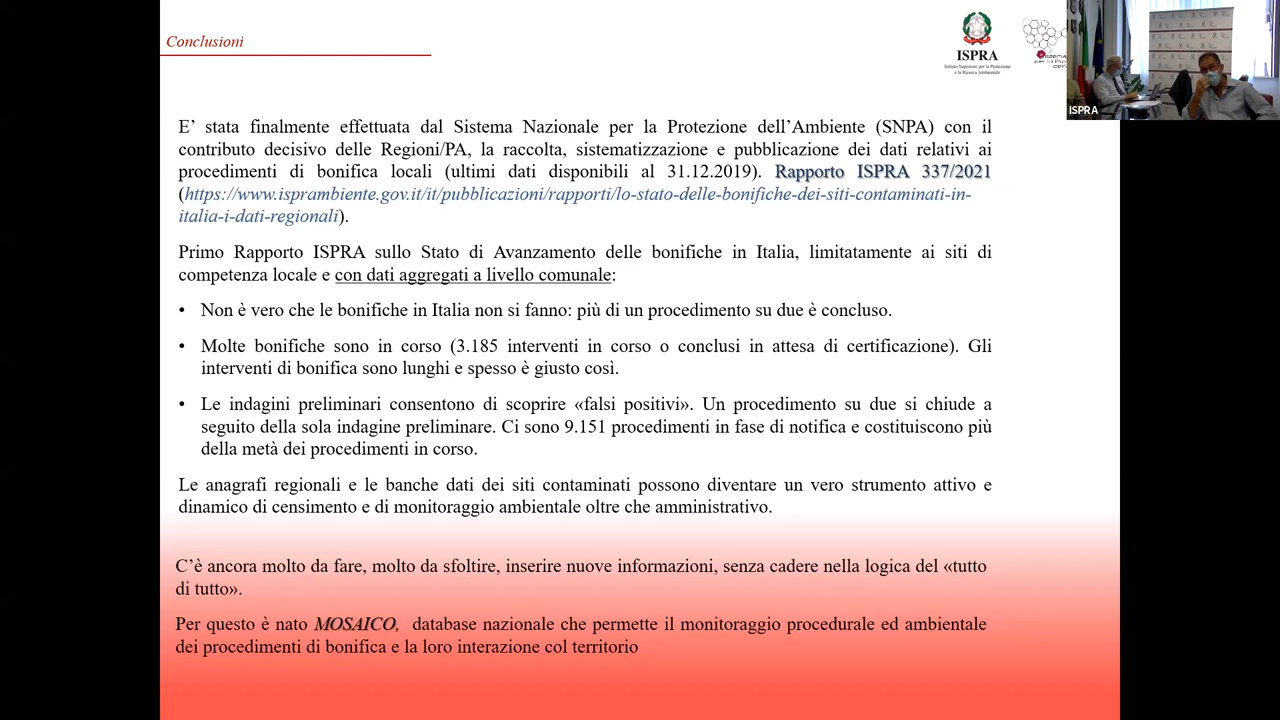 Conclusioni
ISPRA
Istituto Superiore per la Protezione
e la Ricerca Ambientale
ISPRA
E’ stata finalmente effettuata dal Sistema Nazionale per la Protezione dell’Ambiente (SNPA) con il
contributo decisivo delle Regioni/PA, la raccolta, sistematizzazione e pubblicazione dei dati relativi ai
procedimenti di bonifica locali (ultimi dati disponibili al 31.12.2019). Rapporto ISPRA 337/2021
(https://www.isprambiente.gov.it/it/pubblicazioni/rapporti/lo-stato-delle-bonifiche-dei-siti-contaminati-in-
italia-i-dati-regionali).
Primo Rapporto ISPRA sullo Stato di Avanzamento delle bonifiche in Italia, limitatamente ai siti di
competenza locale e con dati aggregati a livello comunale:
• Non è vero che le bonifiche in Italia non si fanno: più di un procedimento su due è concluso.
• Molte bonifiche sono in corso (3.185 interventi in corso o conclusi in attesa di certificazione). Gli
interventi di bonifica sono lunghi e spesso è giusto così.
• Le indagini preliminari consentono di scoprire «falsi positivi». Un procedimento su due si chiude a
seguito della sola indagine preliminare. Ci sono 9.151 procedimenti in fase di notifica e costituiscono più
della metà dei procedimenti in corso.
Le anagrafi regionali e le banche dati dei siti contaminati possono diventare un vero strumento attivo e
dinamico di censimento e di monitoraggio ambientale oltre che amministrativo.
C’è ancora molto da fare, molto da sfoltire, inserire nuove informazioni, senza cadere nella logica del «tutto
di tutto».
Per questo è nato MOSAICO, database nazionale che permette il monitoraggio procedurale ed ambientale
dei procedimenti di bonifica e la loro interazione col territorio